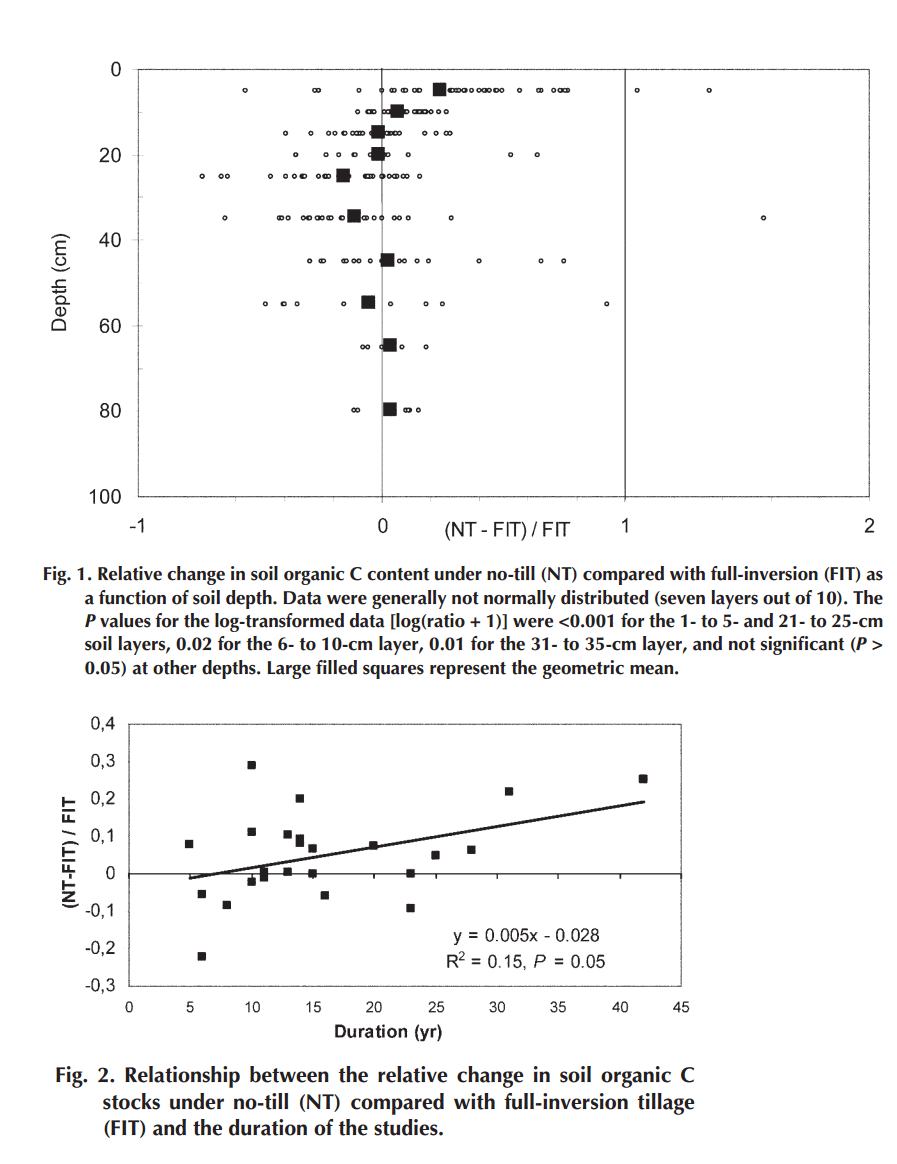 0
20
40
60
80
100
Depth (cm)
-1
0
(NT - FIT) / FIT
1
2
Fig. 1. Relative change in soil organic C content under no-till (NT) compared with full-inversion (FIT) as
a function of soil depth. Data were generally not normally distributed (seven layers out of 10). The
P values for the log-transformed data [log(ratio + 1)] were <0.001 for the 1- to 5- and 21- to 25-cm
soil layers, 0.02 for the 6- to 10-cm layer, 0.01 for the 31- to 35-cm layer, and not significant (P >
0.05) at other depths. Large filled squares represent the geometric mean.
0,4
0,3
0,2
0,1
0
-0,1
-0,2
-0,3
(NT-FIT) / FIT
y = 0.005x - 0.028
R² = 0.15, P = 0.05
0
5
10
15
20
25
30
35
40
45
Duration (yr)
Fig. 2. Relationship between the relative change in soil organic C
stocks under no-till (NT) compared with full-inversion tillage
(FIT) and the duration of the studies.